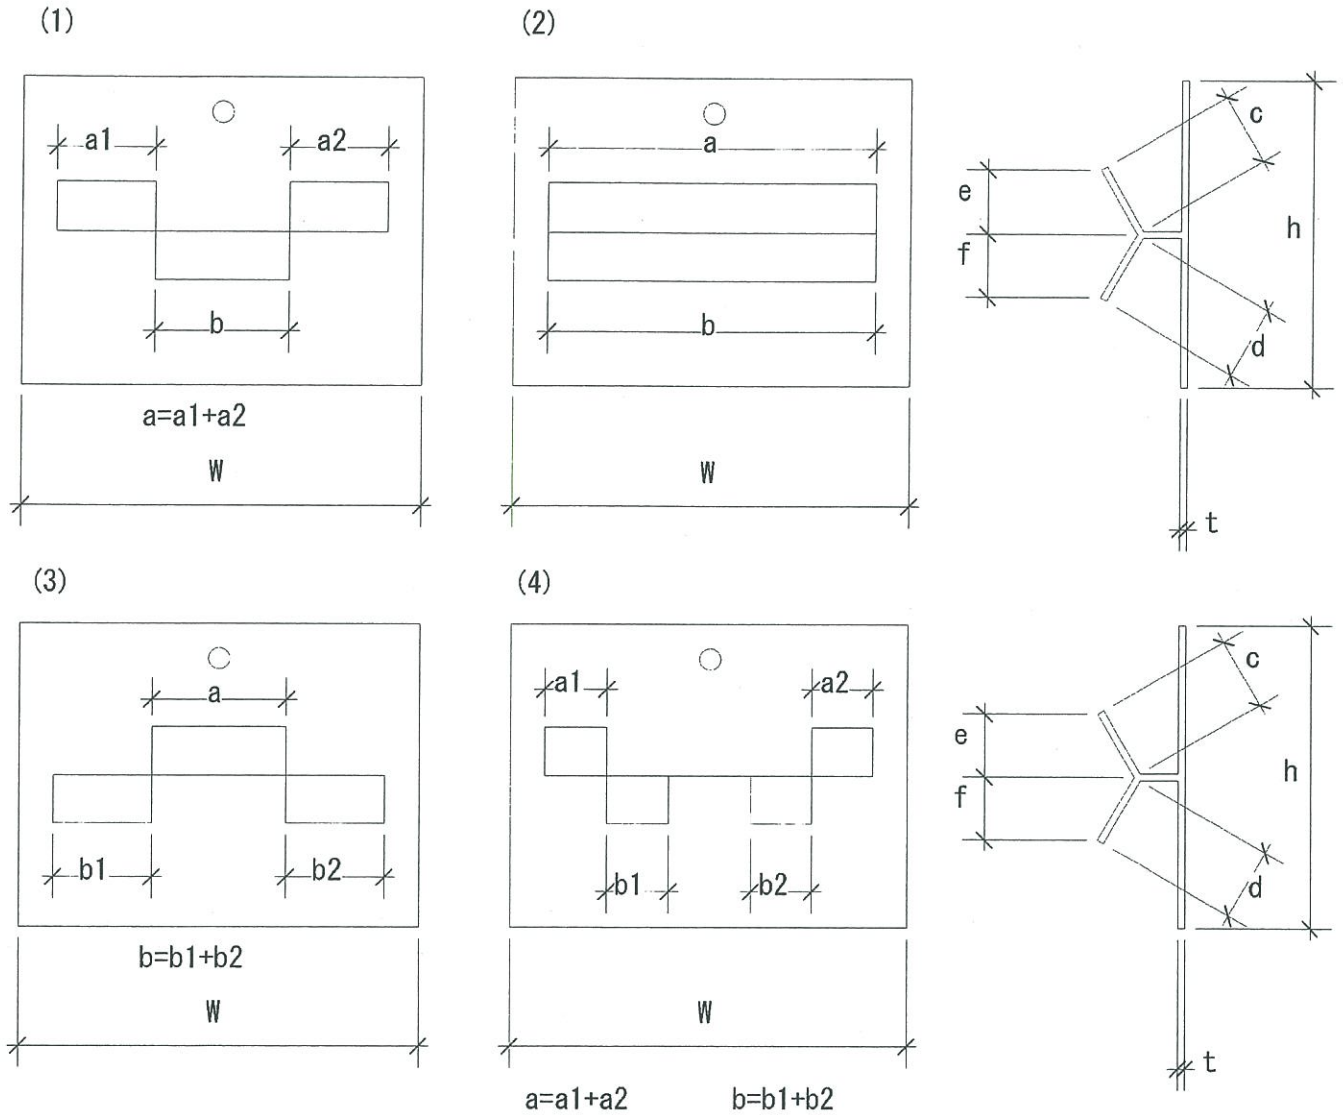 (1)
(2)
a1
a2
a
c
e
h
f
b
b
d
a=a1+a2
W
W
t
(3)
(4)
a
a1
a2
c
e
h
f
b1
b2
b1
b2
d
b=b1+b2
W
W
t
a=a1+a2
b=b1+b2